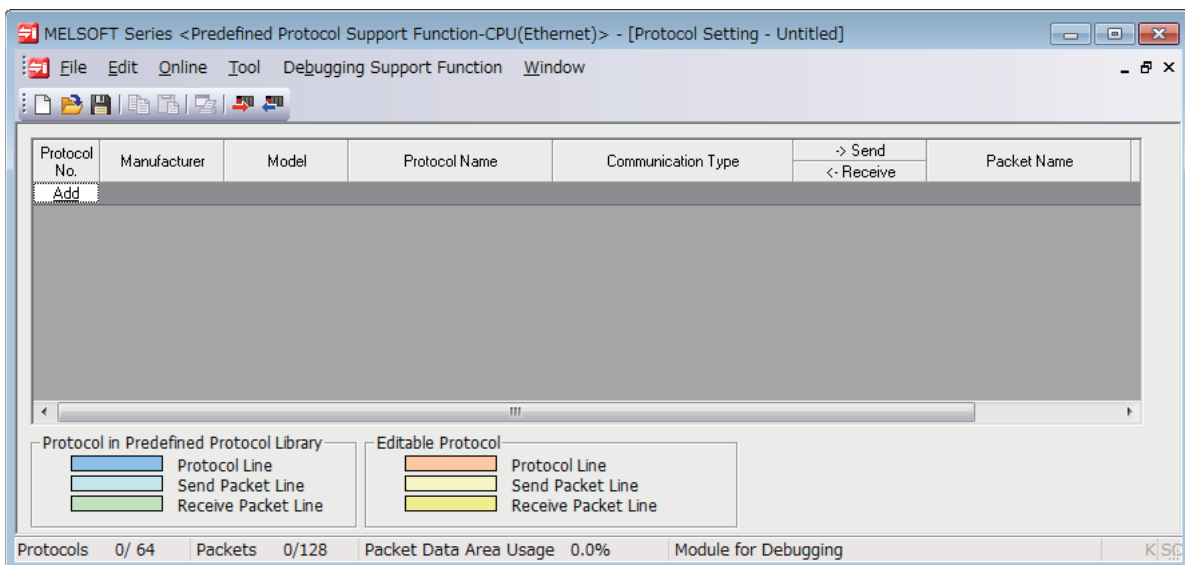 MELSOFT Series <Predefined Protocol Support Function-CPU(Ethernet)> - [Protocol Setting - Untitled]
File Edit Online Tool Debugging Support Function Window
Protocol No. Manufacturer Model Protocol Name Communication Type -> Send <- Receive Packet Name
Add
Protocol in Predefined Protocol Library
Protocol Line
Send Packet Line
Receive Packet Line
Editable Protocol
Protocol Line
Send Packet Line
Receive Packet Line
Protocols 0/ 64 Packets 0/128 Packet Data Area Usage 0.0% Module for Debugging